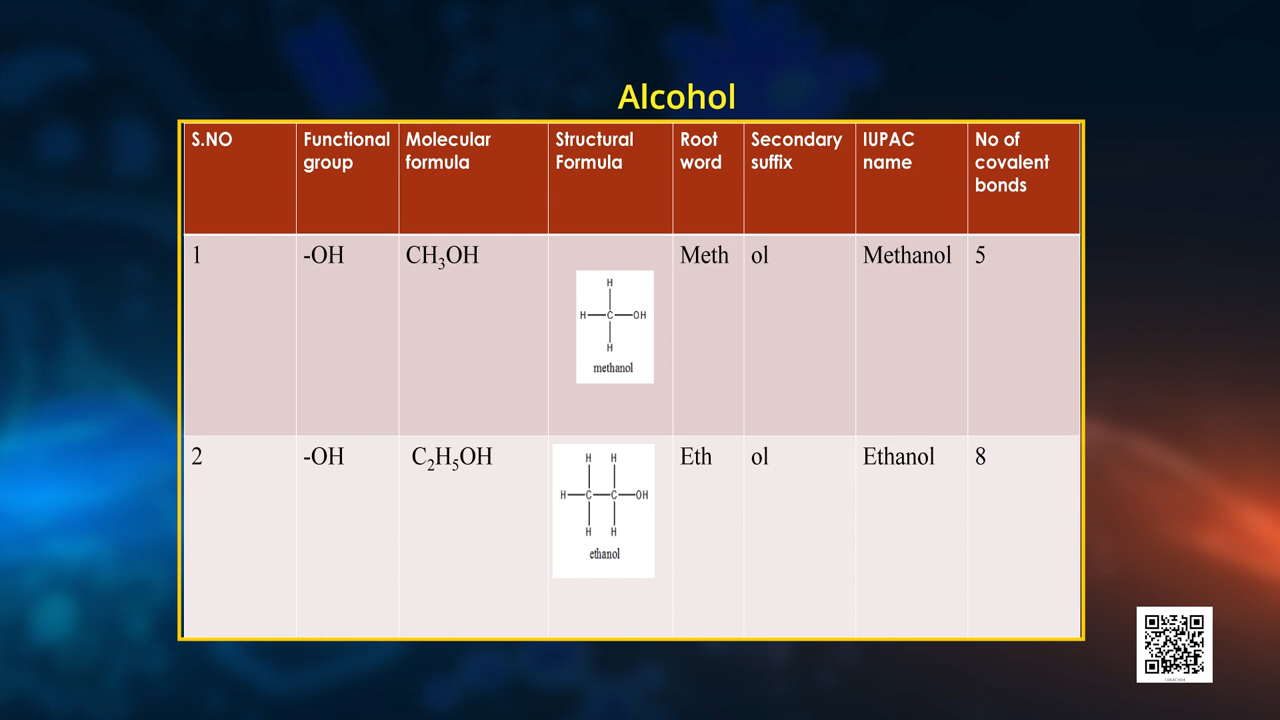 Alcohol
S.NO
Functional
group
Molecular
formula
Structural
Formula
Root
word
Secondary
suffix
IUPAC
name
No of
covalent
bonds
1
-OH
CH₃OH
H
H—C—OH
H
methanol
Meth
ol
Methanol
5
2
-OH
C₂H₅OH
H H
H—C—C—OH
H H
ethanol
Eth
ol
Ethanol
8